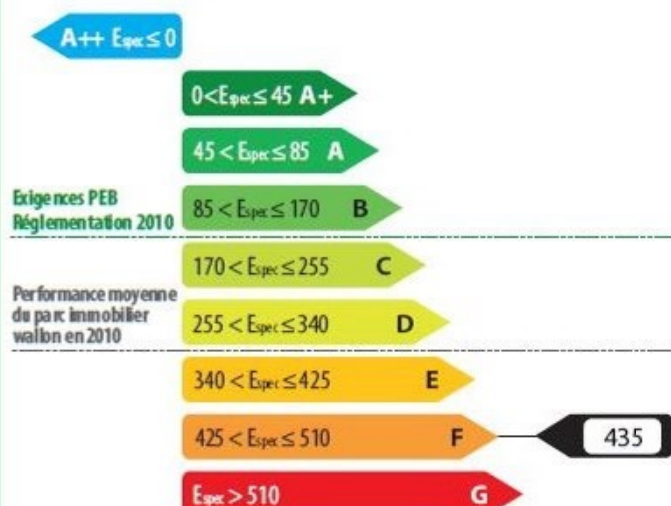 A++ Espec ≤ 0
0 < Espec ≤ 45 A+
45 < Espec ≤ 85 A
Exigences PEB
Réglementation 2010
85 < Espec ≤ 170 B
170 < Espec ≤ 255 C
Performance moyenne
du parc immobilier
wallon en 2010
255 < Espec ≤ 340 D
340 < Espec ≤ 425 E
425 < Espec ≤ 510 F
435
Espec > 510 G